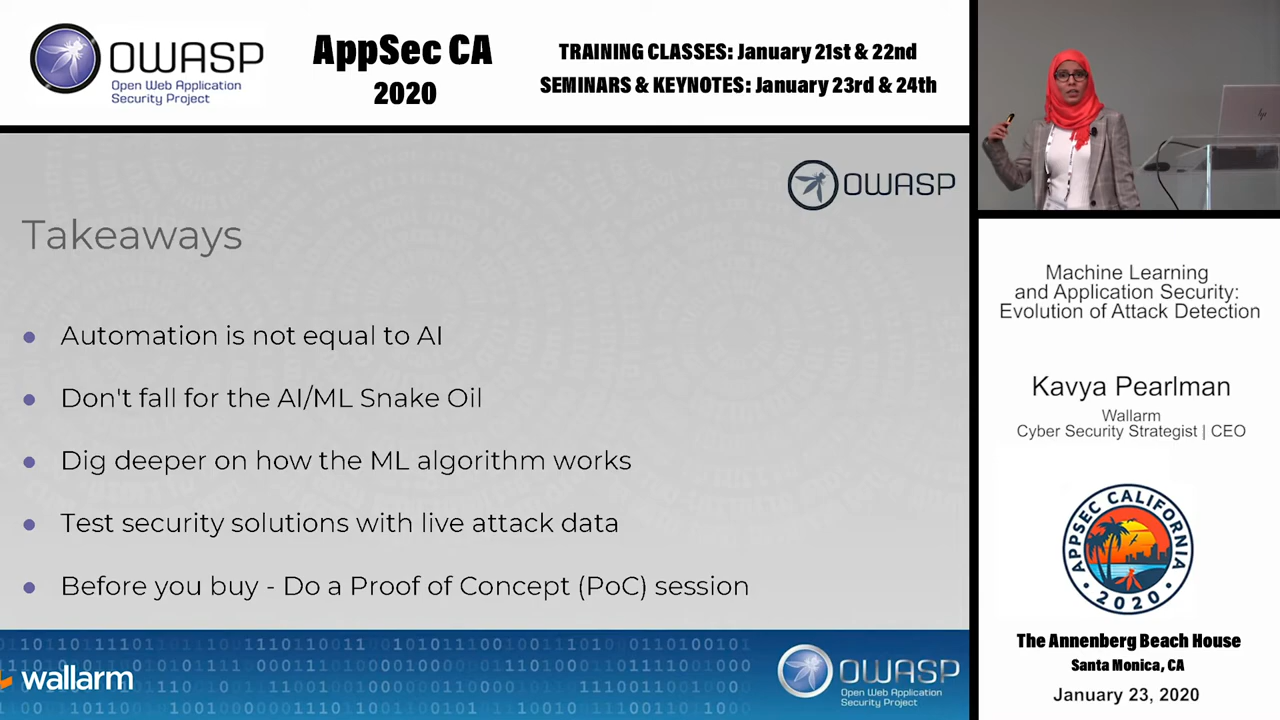 OWASP
Open Web Application
Security Project
AppSec CA
2020
TRAINING CLASSES: January 21st & 22nd
SEMINARS & KEYNOTES: January 23rd & 24th
OWASP
Takeaways
Automation is not equal to AI
Don't fall for the AI/ML Snake Oil
Dig deeper on how the ML algorithm works
Test security solutions with live attack data
Before you buy - Do a Proof of Concept (PoC) session
wallarm
OWASP
Open Web Application
Security Project
hp
Machine Learning
and Application Security:
Evolution of Attack Detection
Kavya Pearlman
Wallarm
Cyber Security Strategist | CEO
APPSEC CALIFORNIA
• 2020 •
The Annenberg Beach House
Santa Monica, CA
January 23, 2020